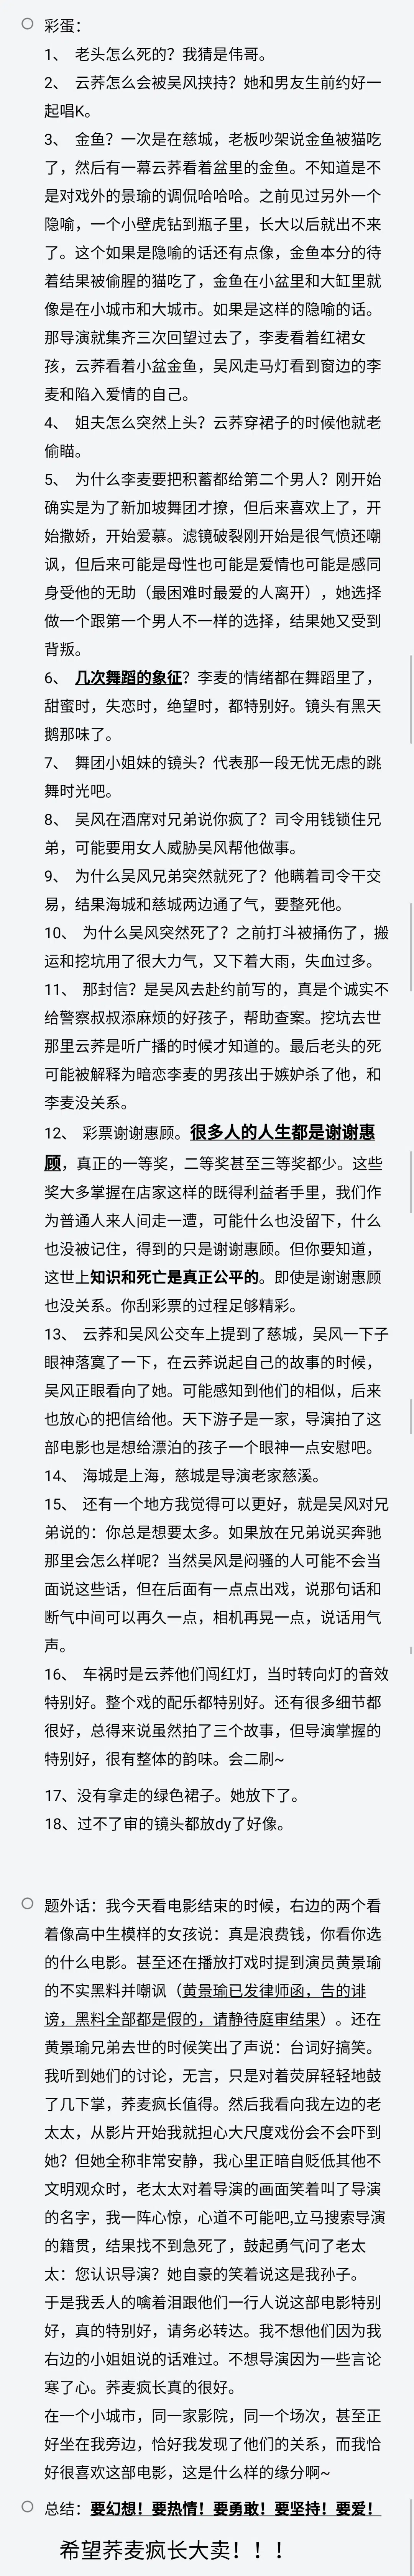 彩蛋：
1、 老头怎么死的？我猜是伟哥。
2、 云荞怎么会被吴风挟持？她和男友生前约好一
起唱K。
3、 金鱼？一次是在慈城，老板吵架说金鱼被猫吃
了，然后有一幕云荞看着盆里的金鱼。不知道是不
是对戏外的景瑜的调侃哈哈哈。之前见过另外一个
隐喻，一个小壁虎钻到瓶子里，长大以后就出不来
了。这个如果是隐喻的话还有点像，金鱼本分的待
着结果被偷腥的猫吃了，金鱼在小盆里和大缸里就
像是在小城市和大城市。如果是这样的隐喻的话。
那导演就集齐三次回望过去了，李麦看着红裙女
孩，云荞看着小盆金鱼，吴风走马灯看到窗边的李
麦和陷入爱情的自己。
4、 姐夫怎么突然上头？云荞穿裙子的时候他就老
偷瞄。
5、 为什么李麦要把积蓄都给第二个男人？刚开始
确实是为了新加坡舞团才撩，但后来喜欢上了，开
始撒娇，开始爱慕。滤镜破裂刚开始是很气愤还嘲
讽，但后来可能是母性也可能是爱情也可能是感同
身受他的无助（最困难时最爱的人离开），她选择
做一个跟第一个男人不一样的选择，结果她又受到
背叛。
6、 几次舞蹈的象征？李麦的情绪都在舞蹈里了，
甜蜜时，失恋时，绝望时，都特别好。镜头有黑天
鹅那味了。
7、 舞团小姐妹的镜头？代表那一段无忧无虑的跳
舞时光吧。
8、 吴风在酒席对兄弟说你疯了？司令用钱锁住兄
弟，可能要用女人威胁吴风帮他做事。
9、 为什么吴风兄弟突然就死了？他瞒着司令干交
易，结果海城和慈城两边通了气，要整死他。
10、 为什么吴风突然死了？之前打斗被捅伤了，搬
运和挖坑用了很大力气，又下着大雨，失血过多。
11、 那封信？是吴风去赴约前写的，真是个诚实不
给警察叔叔添麻烦的好孩子，帮助查案。挖坑去世
那里云荞是听广播的时候才知道的。最后老头的死
可能被解释为暗恋李麦的男孩出于嫉妒杀了他，和
李麦没关系。
12、 彩票谢谢惠顾。很多人的人生都是谢谢惠
顾，真正的一等奖，二等奖甚至三等奖都少。这些
奖大多掌握在店家这样的既得利益者手里，我们作
为普通人来人间走一遭，可能什么也没留下，什么
也没被记住，得到的只是谢谢惠顾。但你要知道，
这世上知识和死亡是真正公平的。即使是谢谢惠顾
也没关系。你刮彩票的过程足够精彩。
13、 云荞和吴风公交车上提到了慈城，吴风一下子
眼神落寞了一下，在云荞说起自己的故事的时候，
吴风正眼看向了她。可能感知到他们的相似，后来
也放心的把信给他。天下游子是一家，导演拍了这
部电影也是想给漂泊的孩子一个眼神一点安慰吧。
14、 海城是上海，慈城是导演老家慈溪。
15、 还有一个地方我觉得可以更好，就是吴风对兄
弟说的：你总是想要太多。如果放在兄弟说买奔驰
那里会怎么样呢？当然吴风是闷骚的人可能不会当
面说这些话，但在后面有一点点出戏，说那句话和
断气中间可以再久一点，相机再晃一点，说话用气
声。
16、 车祸时是云荞他们闯红灯，当时转向灯的音效
特别好。整个戏的配乐都特别好。还有很多细节都
很好，总得来说虽然拍了三个故事，但导演掌握的
特别好，很有整体的韵味。会二刷~
17、没有拿走的绿色裙子。她放下了。
18、过不了审的镜头都放dy了好像。
题外话：我今天看电影结束的时候，右边的两个看
着像高中生模样的女孩说：真是浪费钱，你看你选
的什么电影。甚至还在播放打戏时提到演员黄景瑜
的不实黑料并嘲讽（黄景瑜已发律师函，告的诽
谤，黑料全部都是假的，请静待庭审结果）。还在
黄景瑜兄弟去世的时候笑出了声说：台词好搞笑。
我听到她们的讨论，无言，只是对着荧屏轻轻地鼓
了几下掌，荞麦疯长值得。然后我看向我左边的老
太太，从影片开始我就担心大尺度戏份会不会吓到
她？但她全称非常安静，我心里正暗自贬低其他不
文明观众时，老太太对着导演的画面笑着叫了导演
的名字，我一阵心惊，心道不可能吧,立马搜索导演
的籍贯，结果找不到急死了，鼓起勇气问了老太
太：您认识导演？她自豪的笑着说这是我孙子。
于是我丢人的噙着泪跟他们一行人说这部电影特别
好，真的特别好，请务必转达。我不想他们因为我
右边的小姐姐说的话难过。不想导演因为一些言论
寒了心。荞麦疯长真的很好。
在一个小城市，同一家影院，同一个场次，甚至正
好坐在我旁边，恰好我发现了他们的关系，而我恰
好很喜欢这部电影，这是什么样的缘分啊~
总结：要幻想！要热情！要勇敢！要坚持！要爱！
希望荞麦疯长大卖！！！